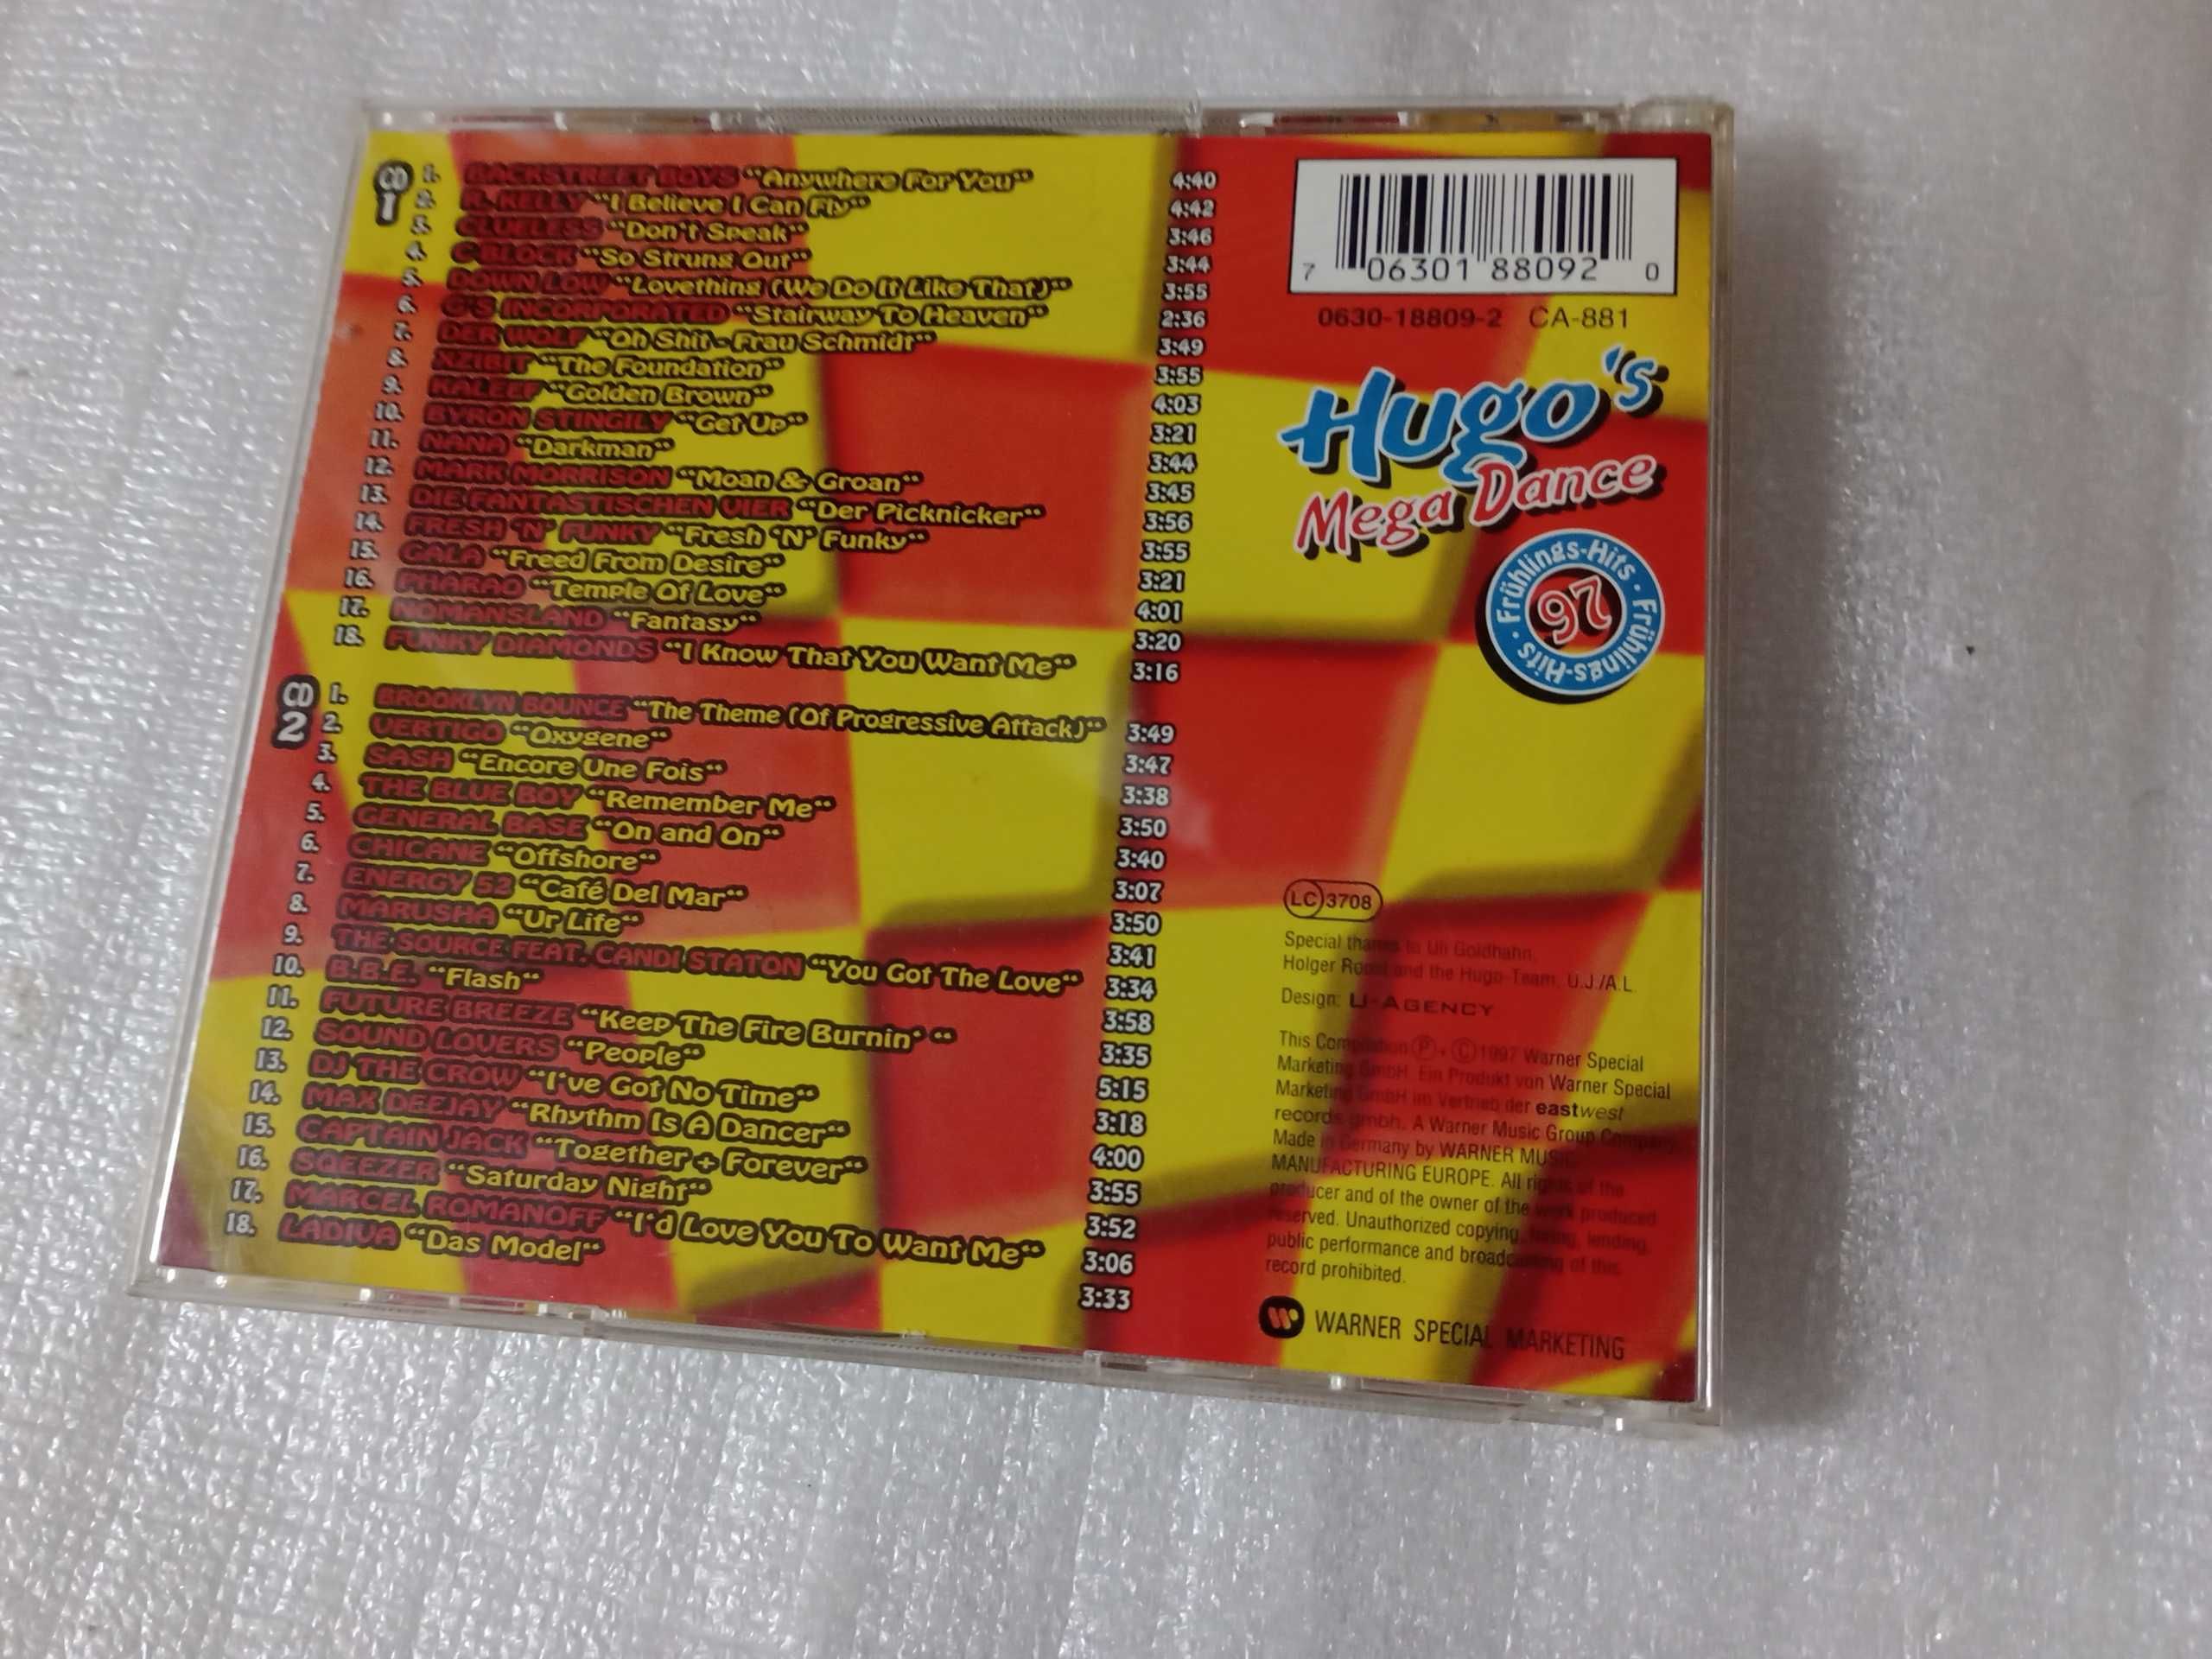 CD 1
1. BACKSTREET BOYS "Anywhere For You" 4:40
2. R. KELLY "I Believe I Can Fly" 4:42
3. CLUELESS "Don't Speak" 3:46
4. C-BLOCK "So Strung Out" 3:44
5. DOWN LOW "Lovething (We Do It Like That)" 3:55
6. G'S INCORPORATED "Stairway To Heaven" 2:36
7. DER WOLF "Oh Shit - Frau Schmidt" 3:49
8. XZIBIT "The Foundation" 3:55
9. KALEEF "Golden Brown" 4:03
10. BYRON STINGILY "Get Up" 3:21
11. NANA "Darkman" 3:44
12. MARK MORRISON "Moan & Groan" 3:45
13. DIE FANTASTISCHEN VIER "Der Picknicker" 3:56
14. FRESH 'N' FUNKY "Fresh 'N' Funky" 3:55
15. GALA "Freed From Desire" 3:21
16. PHARAO "Temple Of Love" 4:01
17. NOMANSLAND "Fantasy" 3:20
18. FUNKY DIAMONDS "I Know That You Want Me" 3:16
CD 2
1. BROOKLYN BOUNCE "The Theme (Of Progressive Attack)" 3:49
2. VERTIGO "Oxygene" 3:47
3. SASH "Encore Une Fois" 3:38
4. THE BLUE BOY "Remember Me" 3:50
5. GENERAL BASE "On and On" 3:40
6. CHICANE "Offshore" 3:07
7. ENERGY 52 "Café Del Mar" 3:50
8. MARUSHA "Ur Life" 3:41
9. THE SOURCE FEAT. CANDI STATON "You Got The Love" 3:34
10. B.B.E. "Flash" 3:58
11. FUTURE BREEZE "Keep The Fire Burnin' " 3:35
12. SOUND LOVERS "People" 5:15
13. DJ THE CROW "I've Got No Time" 3:18
14. MAX DEEJAY "Rhythm Is A Dancer" 4:00
15. CAPTAIN JACK "Together + Forever" 3:55
16. SQEEZER "Saturday Night" 3:52
17. MARCEL ROMANOFF "I'd Love You To Want Me" 3:06
18. LADIVA "Das Model" 3:33
7 06301 88092 0
0630-18809-2 CA-881
Hugo's
Mega Dance
Frühlings-Hits · Frühlings-Hits ·
97
LC 3708
Special thanks to Uli Goldhahn,
Holger Roost and the Hugo-Team, U.J./A.L.
Design: U-AGENCY
This Compilation Ⓟ + © 1997 Warner Special
Marketing GmbH. Ein Produkt von Warner Special
Marketing GmbH im Vertrieb der eastwest
records gmbh. A Warner Music Group Company.
Made in Germany by WARNER MUSIC
MANUFACTURING EUROPE. All rights of the
producer and of the owner of the work produced
reserved. Unauthorized copying, hiring, lending,
public performance and broadcasting of this
record prohibited.
WARNER SPECIAL MARKETING